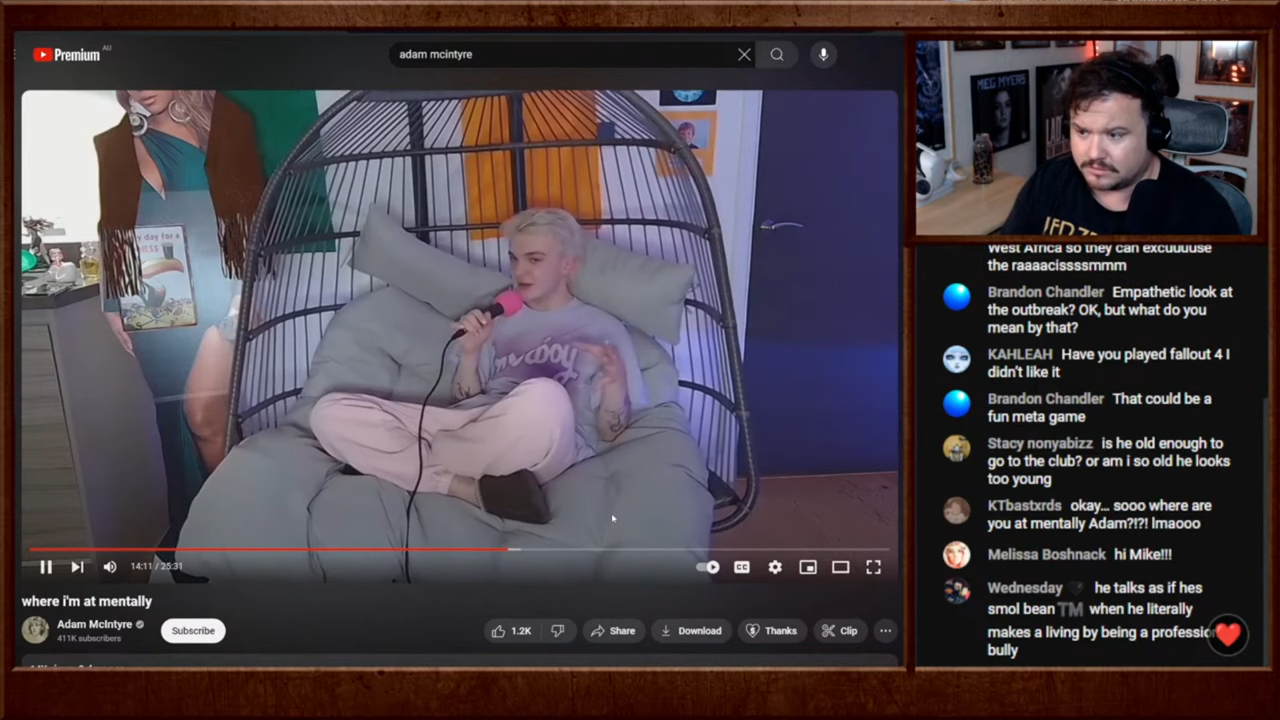 Premium AU
adam mcintyre
MEG MYERS
14:11 / 25:31
CC
where i'm at mentally
Adam McIntyre
411K subscribers
Subscribe
1.2K
Share
Download
Thanks
Clip
West Africa so they can excuuuuse
the raaaacissssmmm
Brandon Chandler Empathetic look at
the outbreak? OK, but what do you
mean by that?
KAHLEAH Have you played fallout 4 I
didn't like it
Brandon Chandler That could be a
fun meta game
Stacy nonyabizz is he old enough to
go to the club? or am i so old he looks
too young
KTbastxrds okay... sooo where are
you at mentally Adam?!?! lmaooo
Melissa Boshnack hi Mike!!!
Wednesday 🖤 he talks as if hes
smol bean TM when he literally
makes a living by being a professio
bully